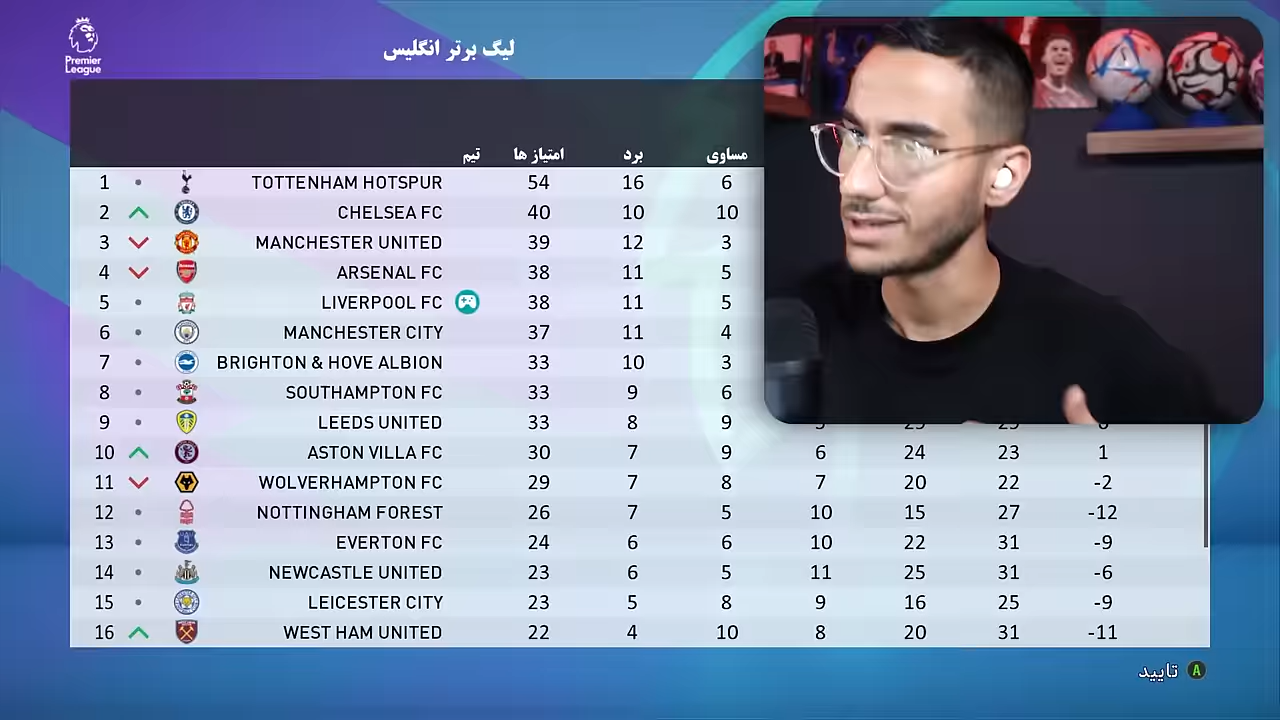 Premier League
لیگ برتر انگلیس
تیم امتیاز ها برد مساوی
1 TOTTENHAM HOTSPUR 54 16 6
2 CHELSEA FC 40 10 10
3 MANCHESTER UNITED 39 12 3
4 ARSENAL FC 38 11 5
5 LIVERPOOL FC 38 11 5
6 MANCHESTER CITY 37 11 4
7 BRIGHTON & HOVE ALBION 33 10 3
8 SOUTHAMPTON FC 33 9 6
9 LEEDS UNITED 33 8 9
10 ASTON VILLA FC 30 7 9 6 24 23 1
11 WOLVERHAMPTON FC 29 7 8 7 20 22 -2
12 NOTTINGHAM FOREST 26 7 5 10 15 27 -12
13 EVERTON FC 24 6 6 10 22 31 -9
14 NEWCASTLE UNITED 23 6 5 11 25 31 -6
15 LEICESTER CITY 23 5 8 9 16 25 -9
16 WEST HAM UNITED 22 4 10 8 20 31 -11
تایید A